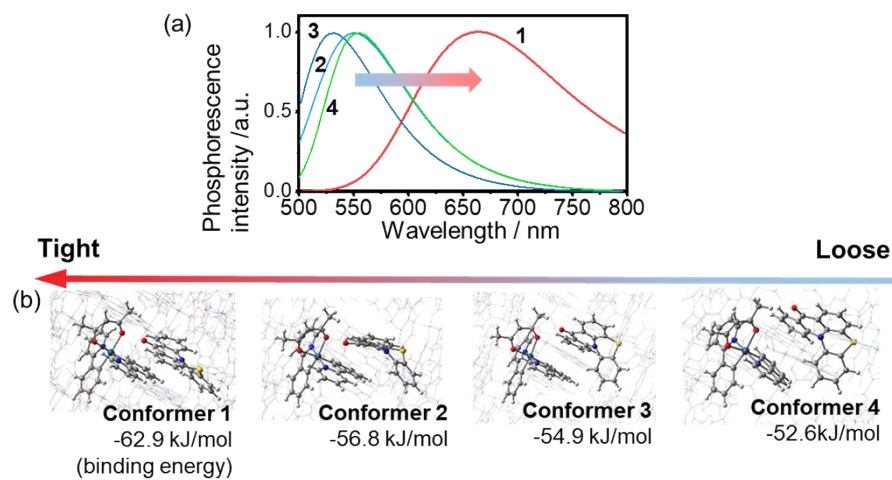 (a)
Phosphorescence
intensity /a.u.
1.0
0.5
0.0
3
2
4
1
500 550 600 650 700 750 800
Wavelength / nm
Tight Loose
(b)
Conformer 1 Conformer 2 Conformer 3 Conformer 4
-62.9 kJ/mol -56.8 kJ/mol -54.9 kJ/mol -52.6kJ/mol
(binding energy)